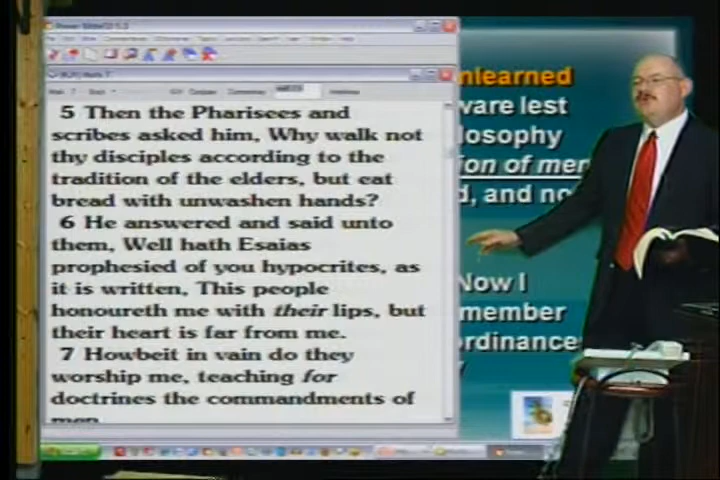 5 Then the Pharisees and
scribes asked him, Why walk not
thy disciples according to the
tradition of the elders, but eat
bread with unwashen hands?
6 He answered and said unto
them, Well hath Esaias
prophesied of you hypocrites, as
it is written, This people
honoureth me with their lips, but
their heart is far from me.
7 Howbeit in vain do they
worship me, teaching for
doctrines the commandments of
men
nlearned
ware lest
losophy
ion of mer
d, and no
Now I
member
ordinance